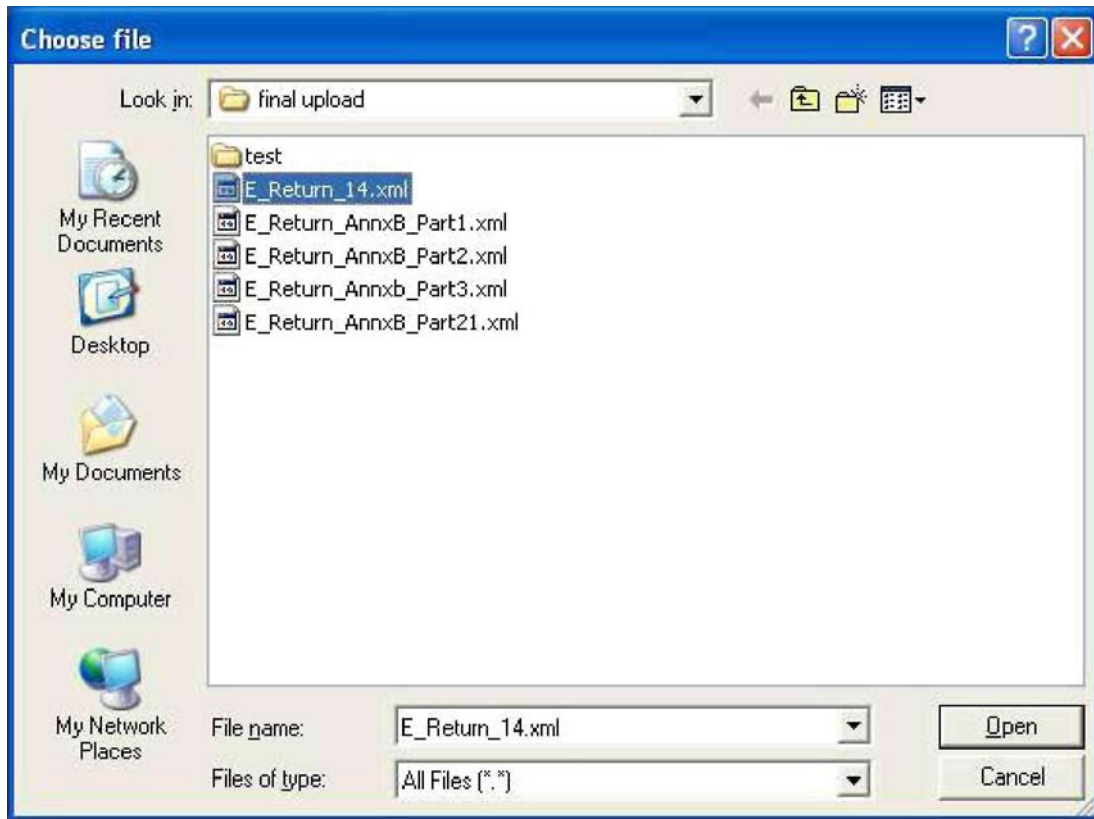 Choose file
Look in:
final upload
test
E_Return_14.xml
E_Return_AnnxB_Part1.xml
E_Return_AnnxB_Part2.xml
E_Return_Annxb_Part3.xml
E_Return_AnnxB_Part21.xml
My Recent
Documents
Desktop
My Documents
My Computer
My Network
Places
File name:
E_Return_14.xml
Open
Files of type:
All Files (*.*)
Cancel